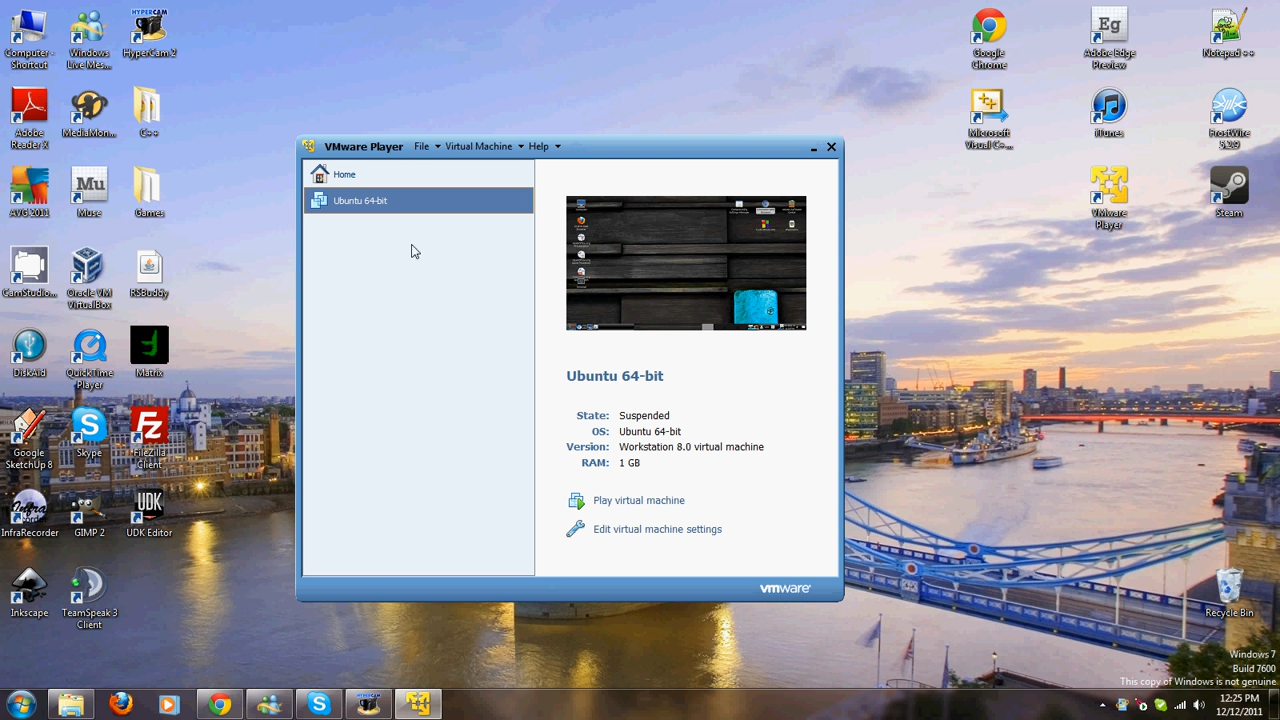 Computer - Shortcut
Windows Live Mes...
HYPERCAM
HyperCam 2
Adobe Reader X
MediaMon...
C++
AVG 2011
Mu
Muse
Games
CamStudio...
Oracle VM VirtualBox
RSBuddy
DiskAid
QuickTime Player
Matrix
Google SketchUp 8
Skype
FileZilla Client
InfraRecorder
GIMP 2
UDK
UDK Editor
Inkscape
TeamSpeak 3 Client
Google Chrome
Eg
Adobe Edge Preview
Notepad ++
Microsoft Visual C+...
iTunes
FrostWire
VMware Player
Steam
Recycle Bin
VMware Player File Virtual Machine Help
Home
Ubuntu 64-bit
Ubuntu 64-bit
State: Suspended
OS: Ubuntu 64-bit
Version: Workstation 8.0 virtual machine
RAM: 1 GB
Play virtual machine
Edit virtual machine settings
vmware
Windows 7
Build 7600
This copy of Windows is not genuine
12:25 PM
12/12/2011